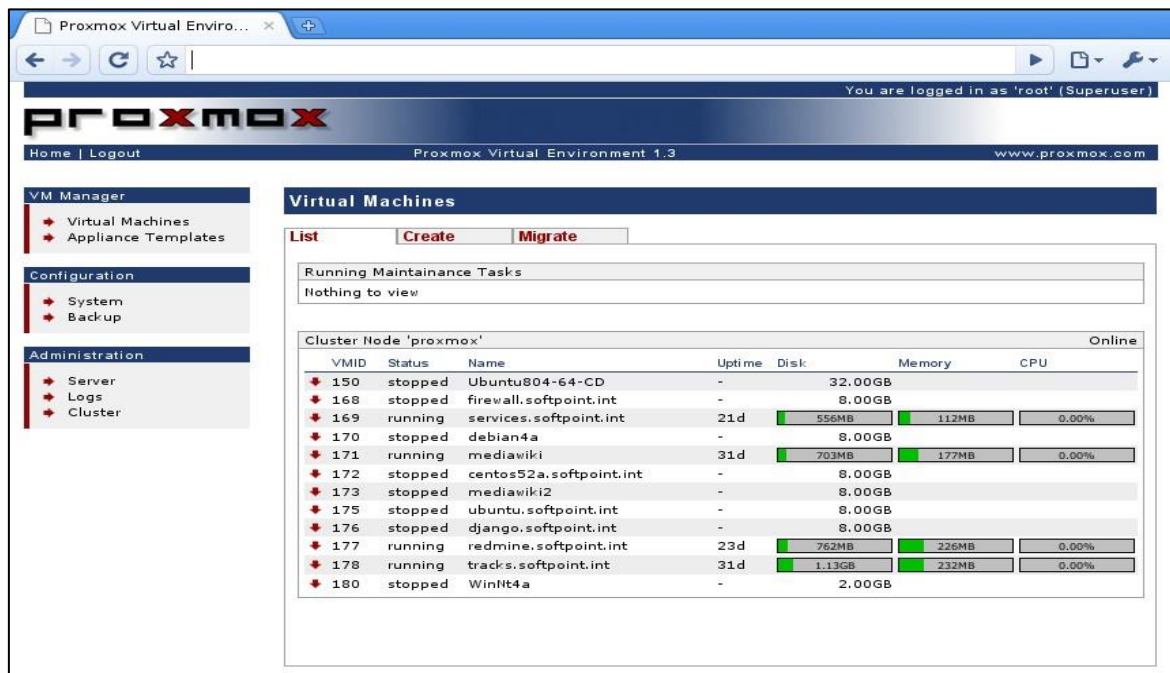 Proxmox Virtual Enviro...
You are logged in as 'root' (Superuser)
proxmox
Home | Logout Proxmox Virtual Environment 1.3 www.proxmox.com
VM Manager
Virtual Machines
Appliance Templates
Configuration
System
Backup
Administration
Server
Logs
Cluster
Virtual Machines
List Create Migrate
Running Maintainance Tasks
Nothing to view
Cluster Node 'proxmox' Online
VMID Status Name Uptime Disk Memory CPU
150 stopped Ubuntu804-64-CD - 32.00GB
168 stopped firewall.softpoint.int - 8.00GB
169 running services.softpoint.int 21d 556MB 112MB 0.00%
170 stopped debian4a - 8.00GB
171 running mediawiki 31d 703MB 177MB 0.00%
172 stopped centos52a.softpoint.int - 8.00GB
173 stopped mediawiki2 - 8.00GB
175 stopped ubuntu.softpoint.int - 8.00GB
176 stopped django.softpoint.int - 8.00GB
177 running redmine.softpoint.int 23d 762MB 226MB 0.00%
178 running tracks.softpoint.int 31d 1.13GB 232MB 0.00%
180 stopped WinNt4a - 2.00GB